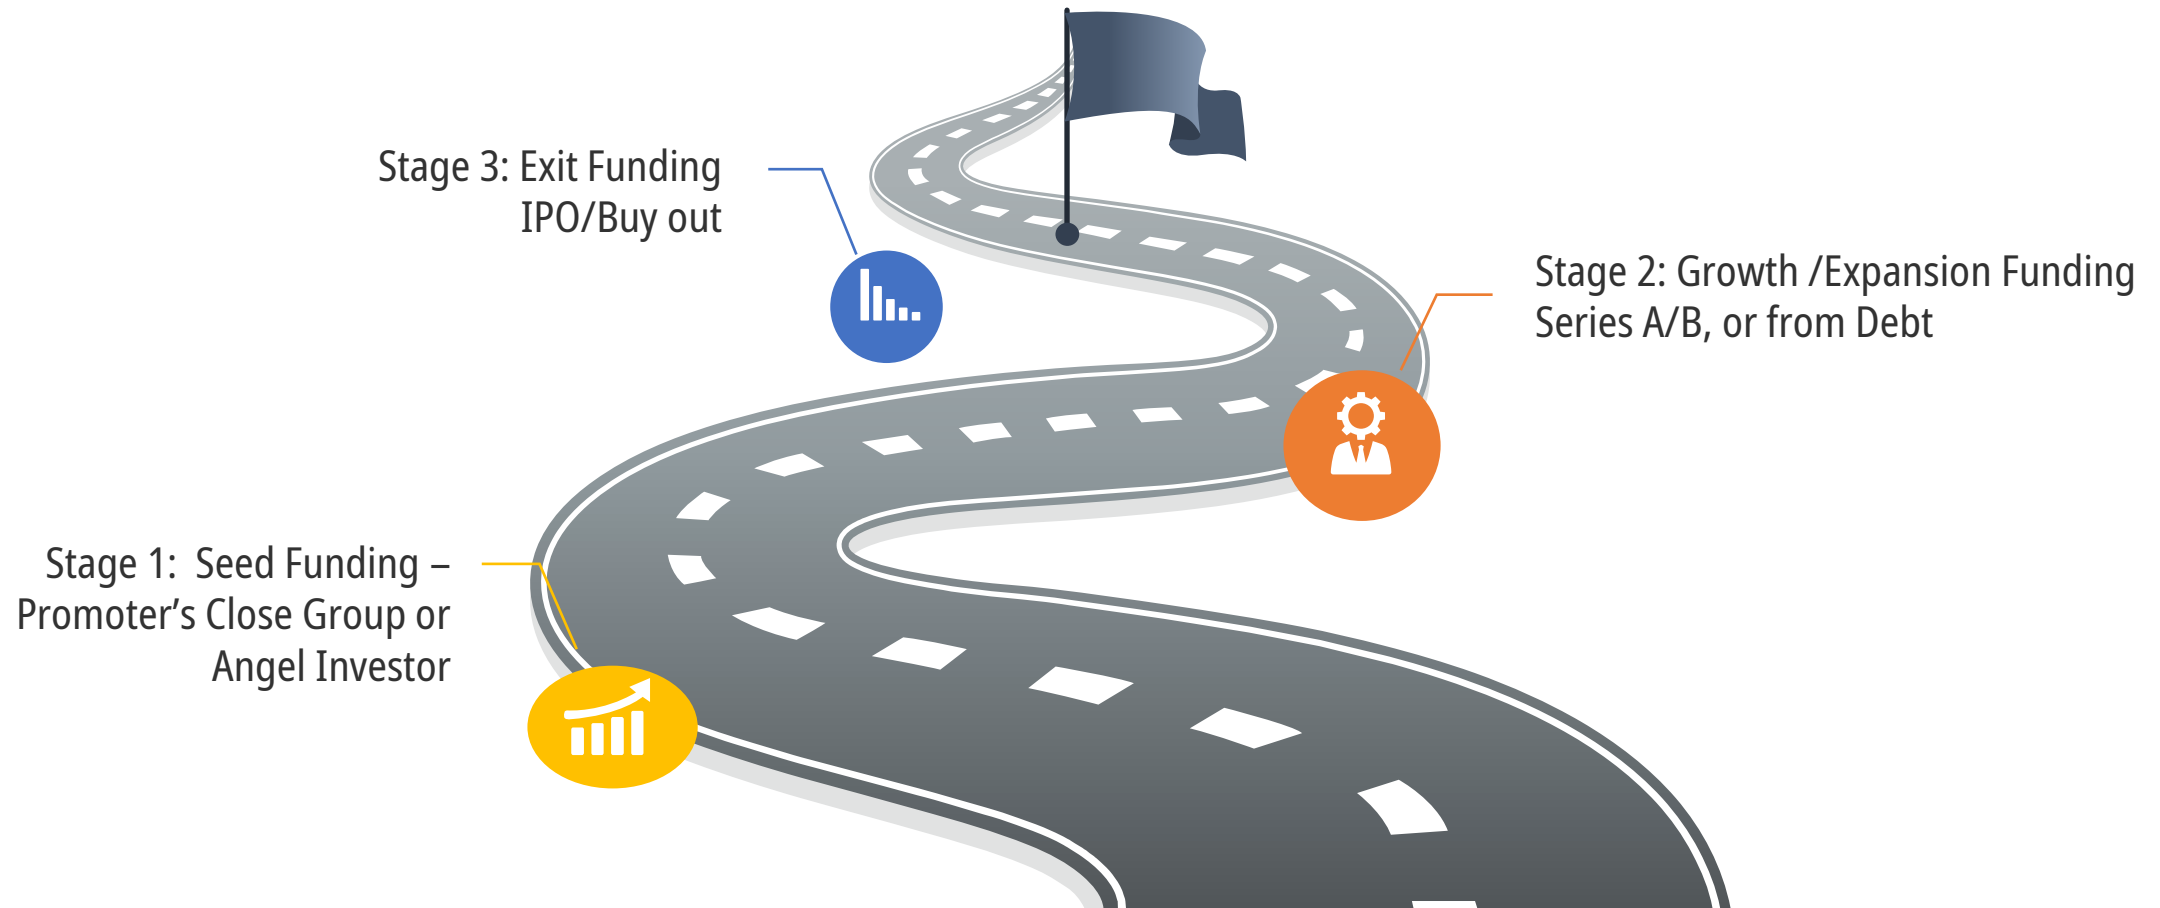 Stage 3: Exit Funding
IPO/Buy out
Stage 2: Growth /Expansion Funding
Series A/B, or from Debt
Stage 1:  Seed Funding –
Promoter’s Close Group or
Angel Investor